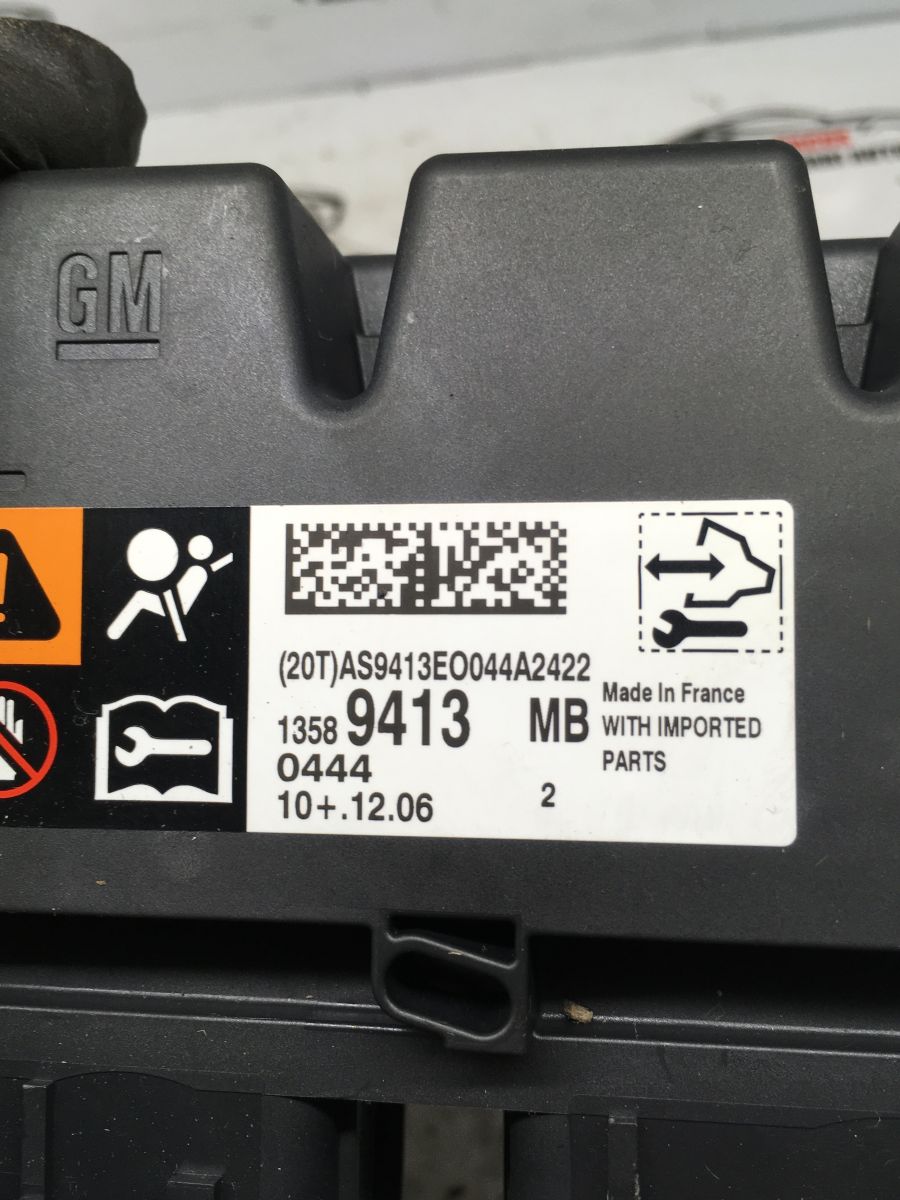 GM
(20T)AS9413EO044A2422
1358 9413 MB
0444
10+.12.06 2
Made In France
WITH IMPORTED
PARTS